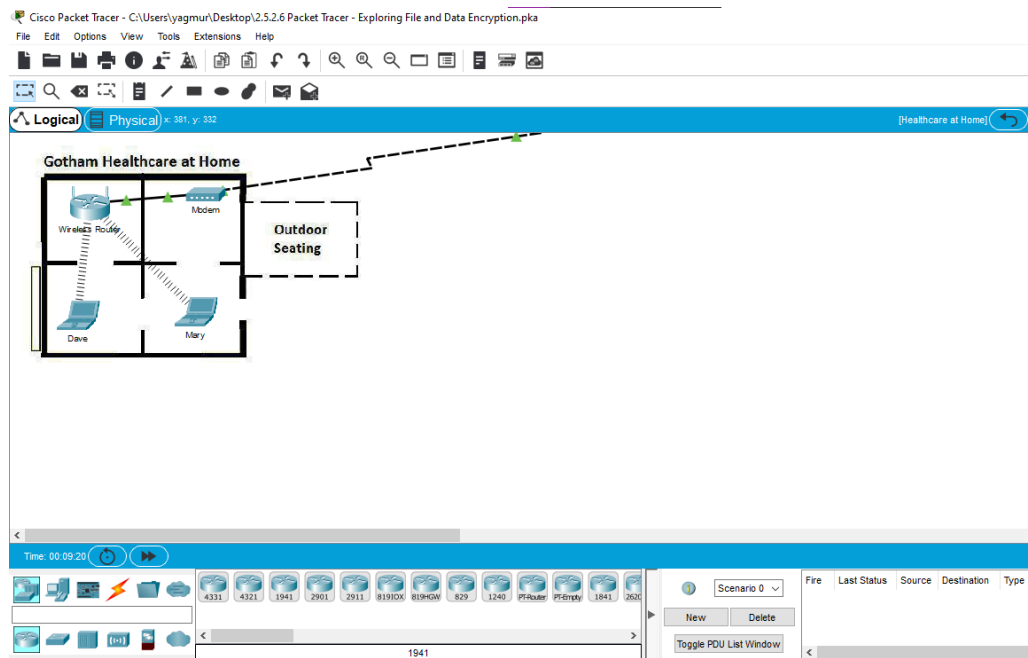 Cisco Packet Tracer - C:\Users\yagmur\Desktop\2.5.2.6 Packet Tracer - Exploring File and Data Encryption.pka
File Edit Options View Tools Extensions Help
Logical Physical x: 381, y: 332 [Healthcare at Home]
Gotham Healthcare at Home
Modem
Wireless Router
Outdoor
Seating
Dave
Mary
Time: 00:09:20
4331 4321 1941 2901 2911 819IOX 819HGW 829 1240 PT-Router PT-Empty 1841 2620
1941
Scenario 0
New Delete
Toggle PDU List Window
Fire Last Status Source Destination Type